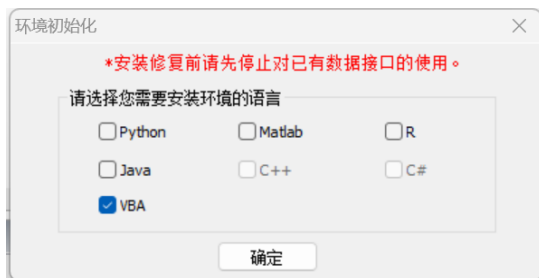 环境初始化
*安装修复前请先停止对已有数据接口的使用。
请选择您需要安装环境的语言
Python Matlab R
Java C++ C#
VBA
确定